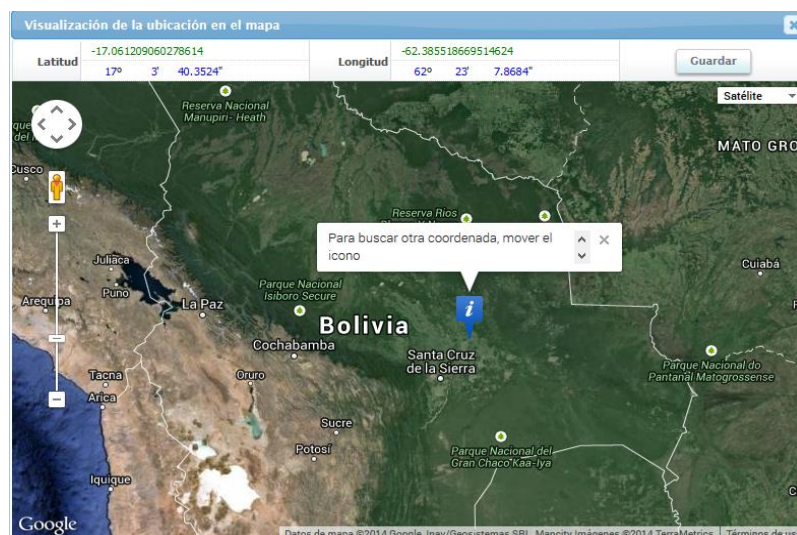 Visualización de la ubicación en el mapa
Latitud
-17.061209060278614
17º 3' 40.3524"
Longitud
-62.385518669514624
62º 23' 7.8684"
Guardar
Satélite
Reserva Nacional
Manupiri- Heath
MATO GRO
Cusco
Reserva Rios
Para buscar otra coordenada, mover el
icono
Juliaca
Puno
Cuiabá
Parque Nacional
Isiboro Secure
Arequipa
La Paz
Bolivia
Cochabamba
Santa Cruz
de la Sierra
Parque Nacional do
Pantanal Matogrossense
Tacna
Oruro
Arica
Sucre
Potosí
Parque Nacional del
Gran Chaco Kaa-Iya
Iquique
Google
Datos de mapa ©2014 Google, Inav/Geosistemas SRL, Mapcity Imágenes ©2014 TerraMetrics
Términos de us